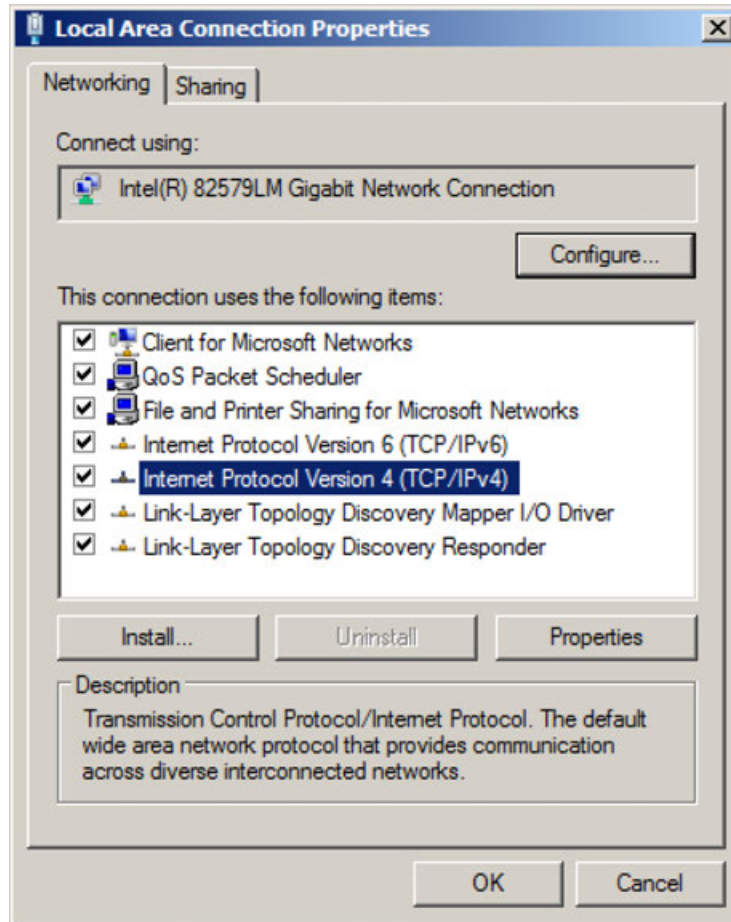 Local Area Connection Properties
Networking
Sharing
Connect using:
Intel(R) 82579LM Gigabit Network Connection
Configure...
This connection uses the following items:
Client for Microsoft Networks
QoS Packet Scheduler
File and Printer Sharing for Microsoft Networks
Internet Protocol Version 6 (TCP/IPv6)
Internet Protocol Version 4 (TCP/IPv4)
Link-Layer Topology Discovery Mapper I/O Driver
Link-Layer Topology Discovery Responder
Install...
Uninstall
Properties
Description
Transmission Control Protocol/Internet Protocol. The default
wide area network protocol that provides communication
across diverse interconnected networks.
OK
Cancel